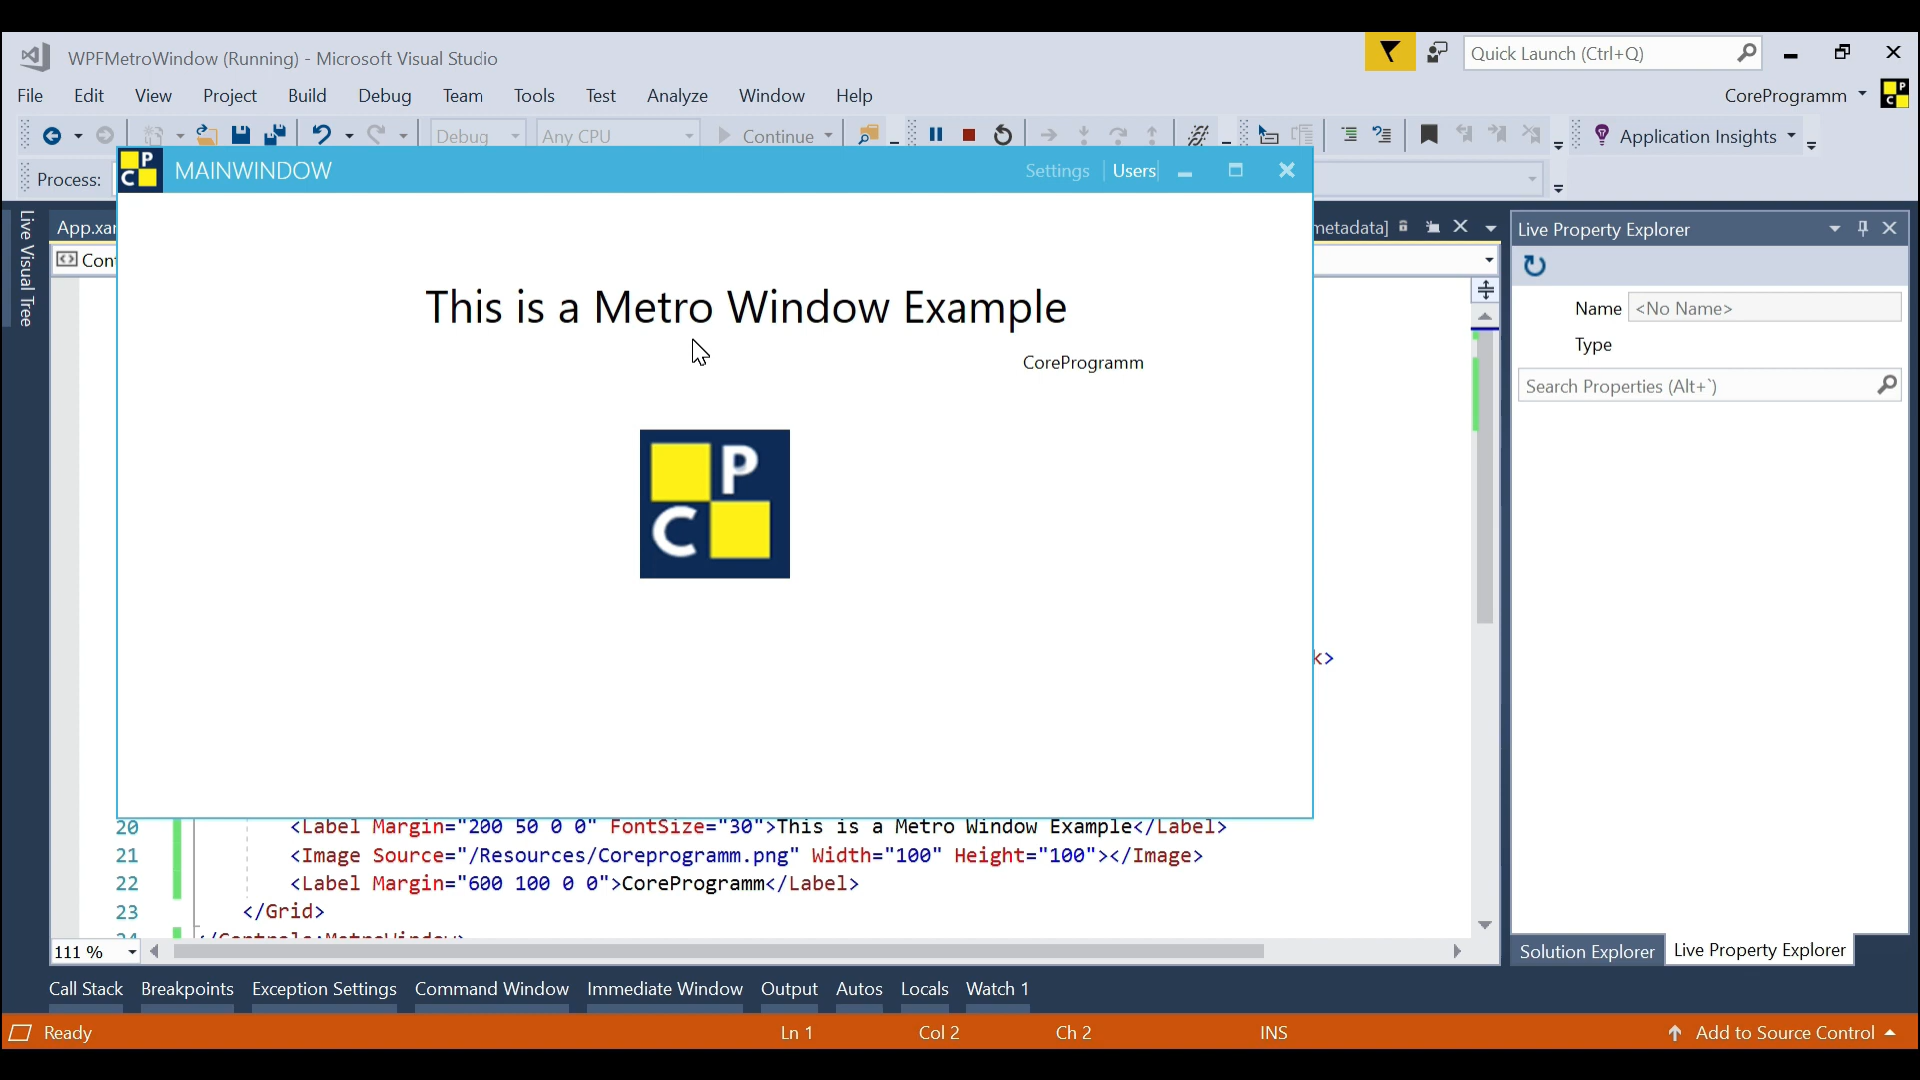 WPFMetroWindow (Running) - Microsoft Visual Studio
Quick Launch (Ctrl+Q)
File Edit View Project Build Debug Team Tools Test Analyze Window Help
CoreProgramm
P
C
Debug Any CPU Continue Application Insights
Process:
P
C
MAINWINDOW Settings Users
Live Visual Tree
App.xa
metadata]
Live Property Explorer
Con
Name <No Name>
Type
Search Properties (Alt+`)
This is a Metro Window Example
CoreProgramm
P
C
k>
20 <Label Margin="200 50 0 0" FontSize="30">This is a Metro Window Example</Label>
21 <Image Source="/Resources/Coreprogramm.png" Width="100" Height="100"></Image>
22 <Label Margin="600 100 0 0">CoreProgramm</Label>
23 </Grid>
24 </Controls:MetroWindow>
111 %
Solution Explorer Live Property Explorer
Call Stack Breakpoints Exception Settings Command Window Immediate Window Output Autos Locals Watch 1
Ready Ln 1 Col 2 Ch 2 INS Add to Source Control